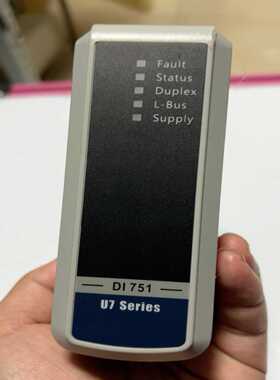 Fault
Status
Duplex
L-Bus
Supply
DI 751
U7 Series